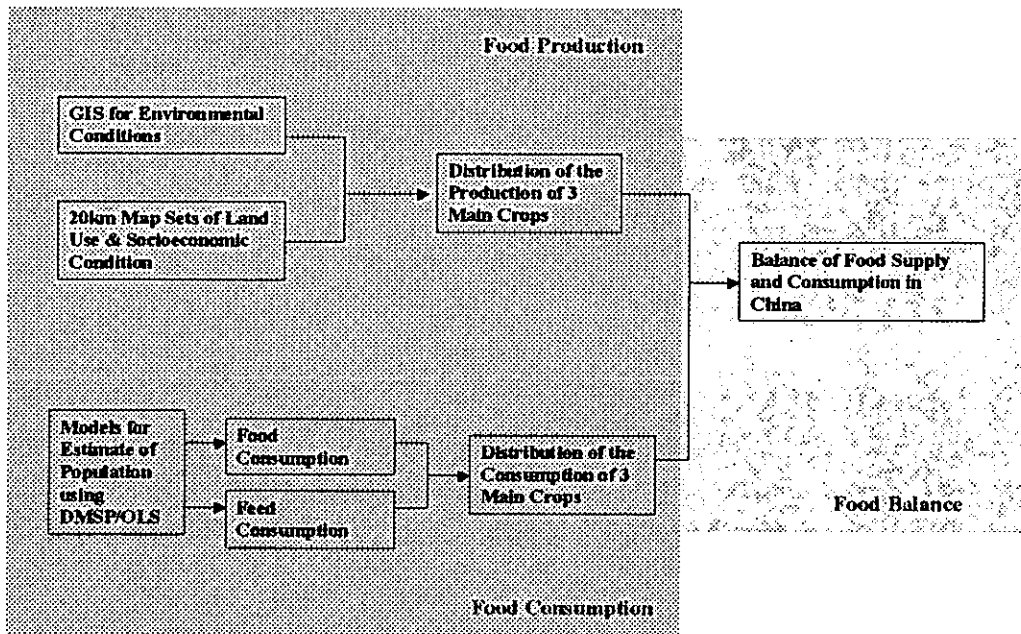 Food Production
GIS for Environmental
Conditions
20km Map Sets of Land
Use & Socioeconomic
Condition
Distribution of the
Production of 3
Main Crops
Balance of Food Supply
and Consumption in
China
Models for
Estimate of
Population
using
DMSP/OLS
Food
Consumption
Feed
Consumption
Distribution of the
Consumption of 3
Main Crops
Food Balance
Food Consumption